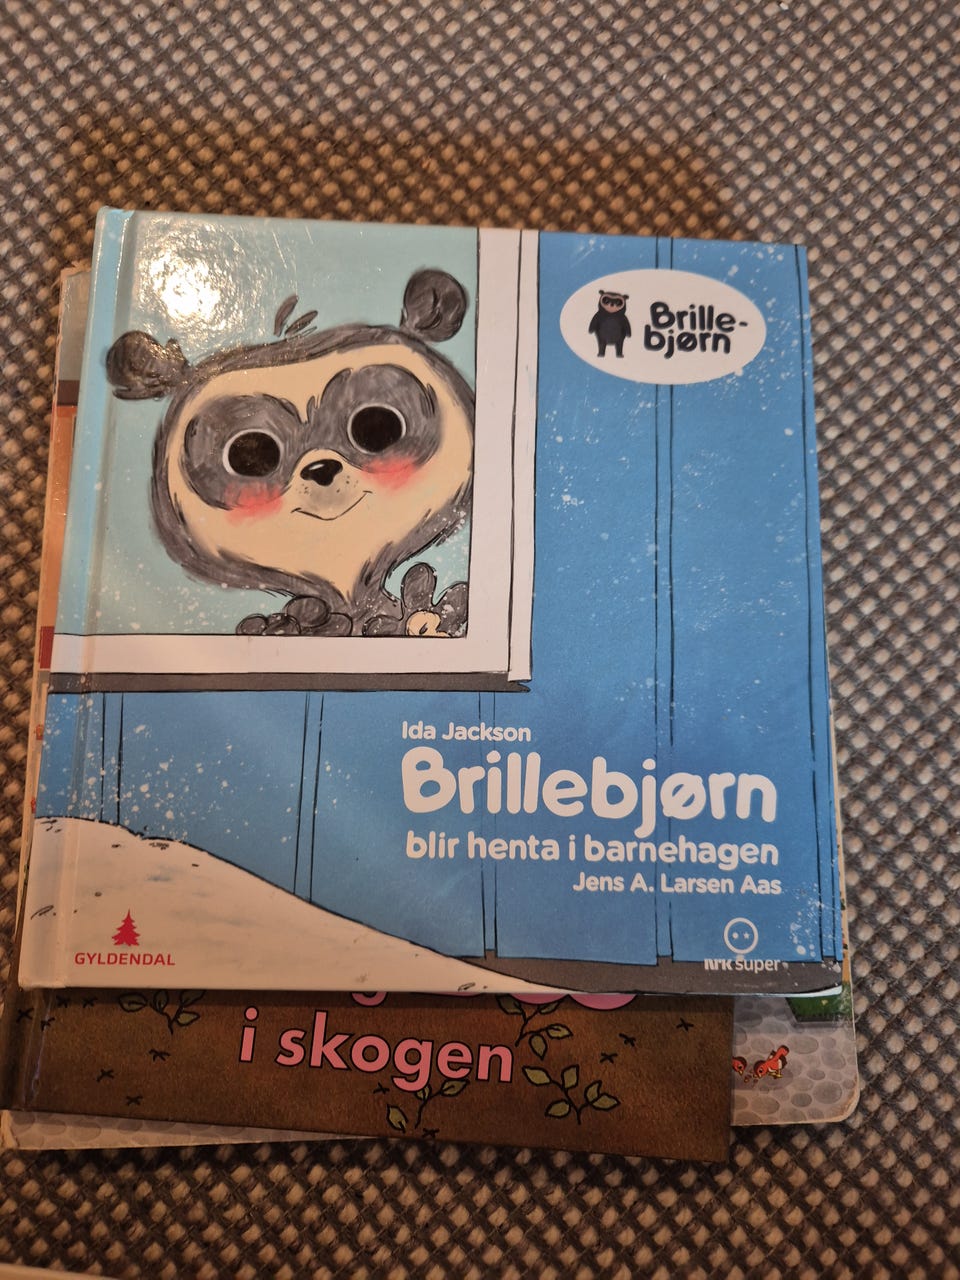 Brille-
bjørn
Ida Jackson
Brillebjørn
blir henta i barnehagen
Jens A. Larsen Aas
GYLDENDAL
NRK super
i skogen